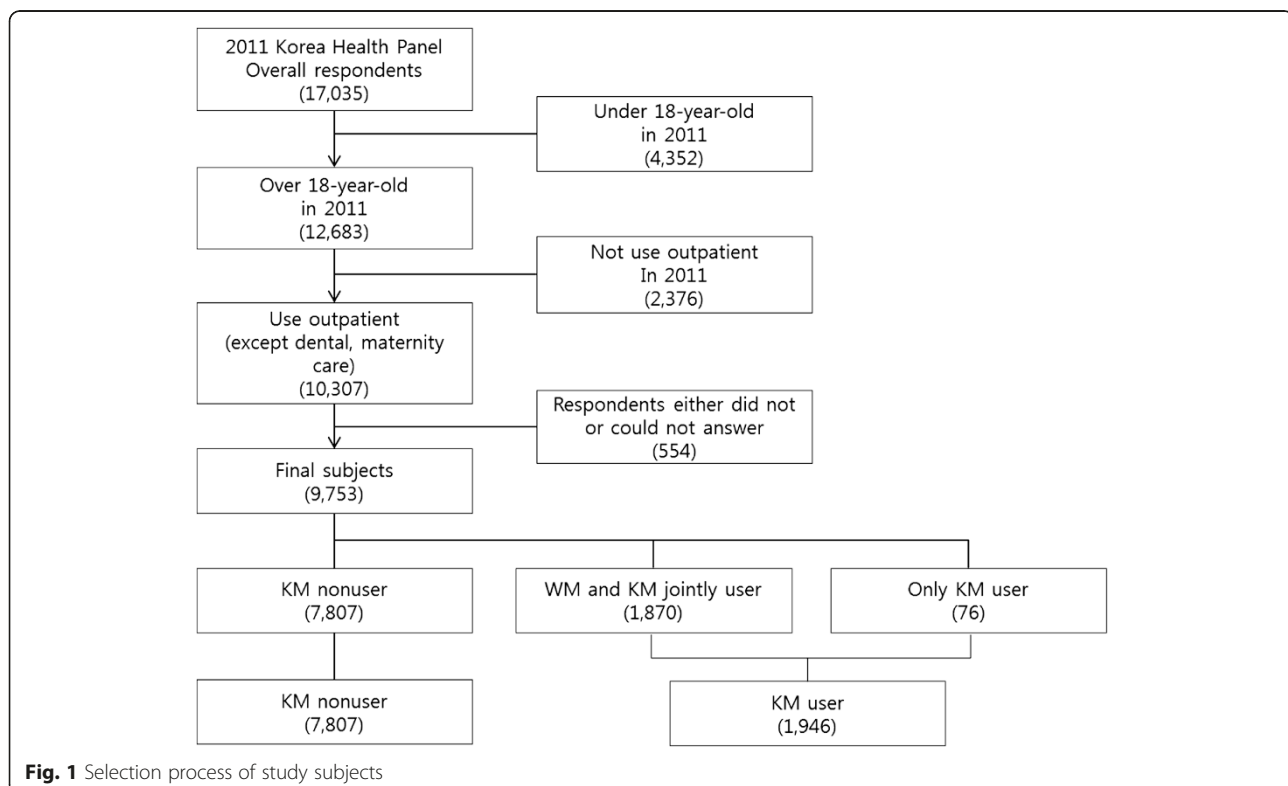 2011 Korea Health Panel
Overall respondents
(17,035)
Under 18-year-old
in 2011
(4,352)
Over 18-year-old
in 2011
(12,683)
Not use outpatient
In 2011
(2,376)
Use outpatient
(except dental, maternity
care)
(10,307)
Respondents either did not
or could not answer
(554)
Final subjects
(9,753)
KM nonuser
(7,807)
WM and KM jointly user
(1,870)
Only KM user
(76)
KM nonuser
(7,807)
KM user
(1,946)
Fig. 1 Selection process of study subjects